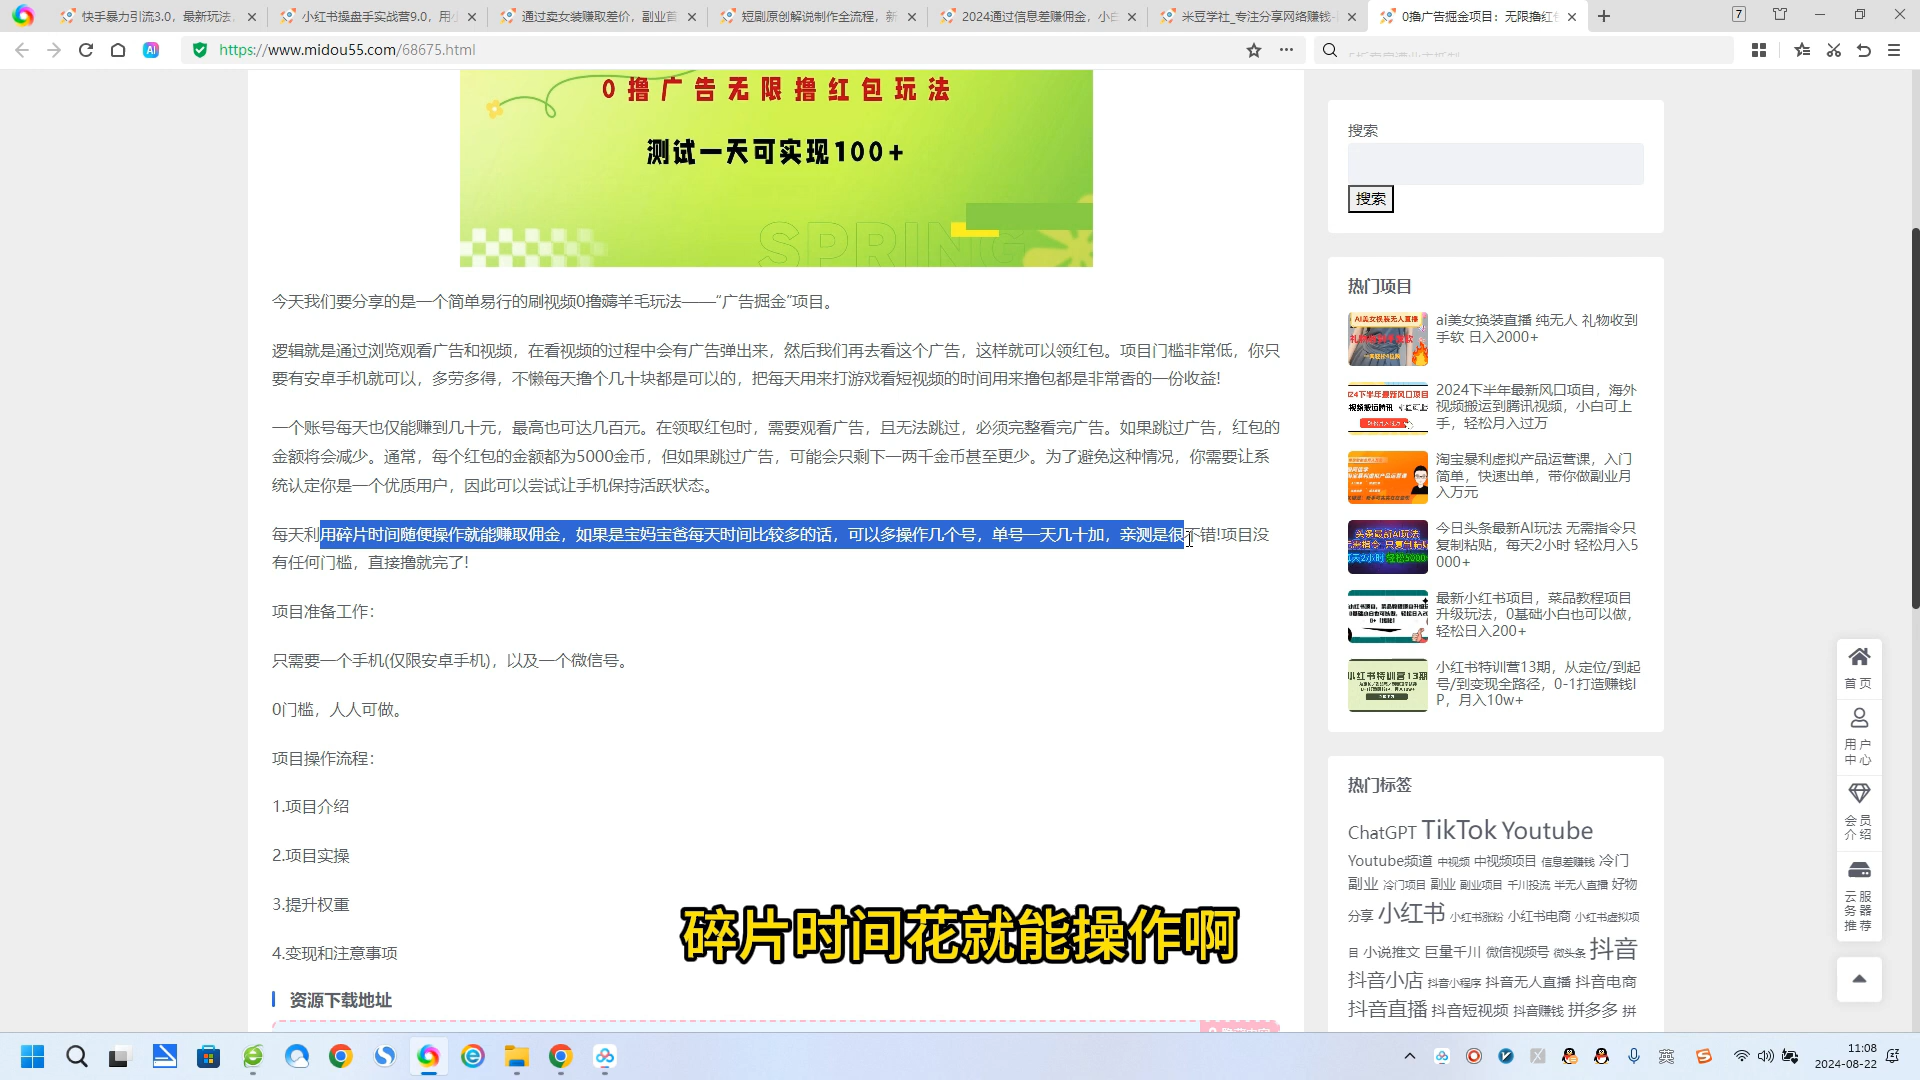 快手暴力引流3.0，最新玩法，
小红书操盘手实战营9.0，用小
通过卖女装赚取差价，副业首
短剧原创解说制作全流程，新
2024通过信息差赚佣金，小白
米豆学社_专注分享网络赚钱-
0撸广告掘金项目：无限撸红包
7
AI
https://www.midou55.com/68675.html
0撸广告无限撸红包玩法
测试一天可实现100+
SPRING
今天我们要分享的是一个简单易行的刷视频0撸薅羊毛玩法——“广告掘金”项目。
逻辑就是通过浏览观看广告和视频，在看视频的过程中会有广告弹出来，然后我们再去看这个广告，这样就可以领红包。项目门槛非常低，你只
要有安卓手机就可以，多劳多得，不懒每天撸个几十块都是可以的，把每天用来打游戏看短视频的时间用来撸包都是非常香的一份收益!
一个账号每天也仅能赚到几十元，最高也可达几百元。在领取红包时，需要观看广告，且无法跳过，必须完整看完广告。如果跳过广告，红包的
金额将会减少。通常，每个红包的金额都为5000金币，但如果跳过广告，可能会只剩下一两千金币甚至更少。为了避免这种情况，你需要让系
统认定你是一个优质用户，因此可以尝试让手机保持活跃状态。
每天利用碎片时间随便操作就能赚取佣金，如果是宝妈宝爸每天时间比较多的话，可以多操作几个号，单号一天几十加，亲测是很不错!项目没
有任何门槛，直接撸就完了!
项目准备工作：
只需要一个手机(仅限安卓手机)，以及一个微信号。
0门槛，人人可做。
项目操作流程：
1.项目介绍
2.项目实操
3.提升权重
4.变现和注意事项
资源下载地址
碎片时间花就能操作啊
搜索
搜索
热门项目
ai美女换装直播 纯无人 礼物收到
手软 日入2000+
2024下半年最新风口项目，海外
视频搬运到腾讯视频，小白可上
手，轻松月入过万
淘宝暴利虚拟产品运营课，入门
简单，快速出单，带你做副业月
入万元
今日头条最新AI玩法 无需指令只
复制粘贴，每天2小时 轻松月入5
000+
最新小红书项目，菜品教程项目
升级玩法，0基础小白也可以做，
轻松日入200+
小红书特训营13期，从定位/到起
号/到变现全路径，0-1打造赚钱I
P，月入10w+
热门标签
ChatGPT TikTok Youtube
Youtube频道 中视频 中视频项目 信息差赚钱 冷门
副业 冷门项目 副业 副业项目 千川投流 半无人直播 好物
分享 小红书 小红书涨粉 小红书电商 小红书虚拟项
目 小说推文 巨量千川 微信视频号 微头条 抖音
抖音小店 抖音小程序 抖音无人直播 抖音电商
抖音直播 抖音短视频 抖音赚钱 拼多多 拼
首页
用户
中心
会员
介绍
云服
务器
推荐
英
11:08
2024-08-22